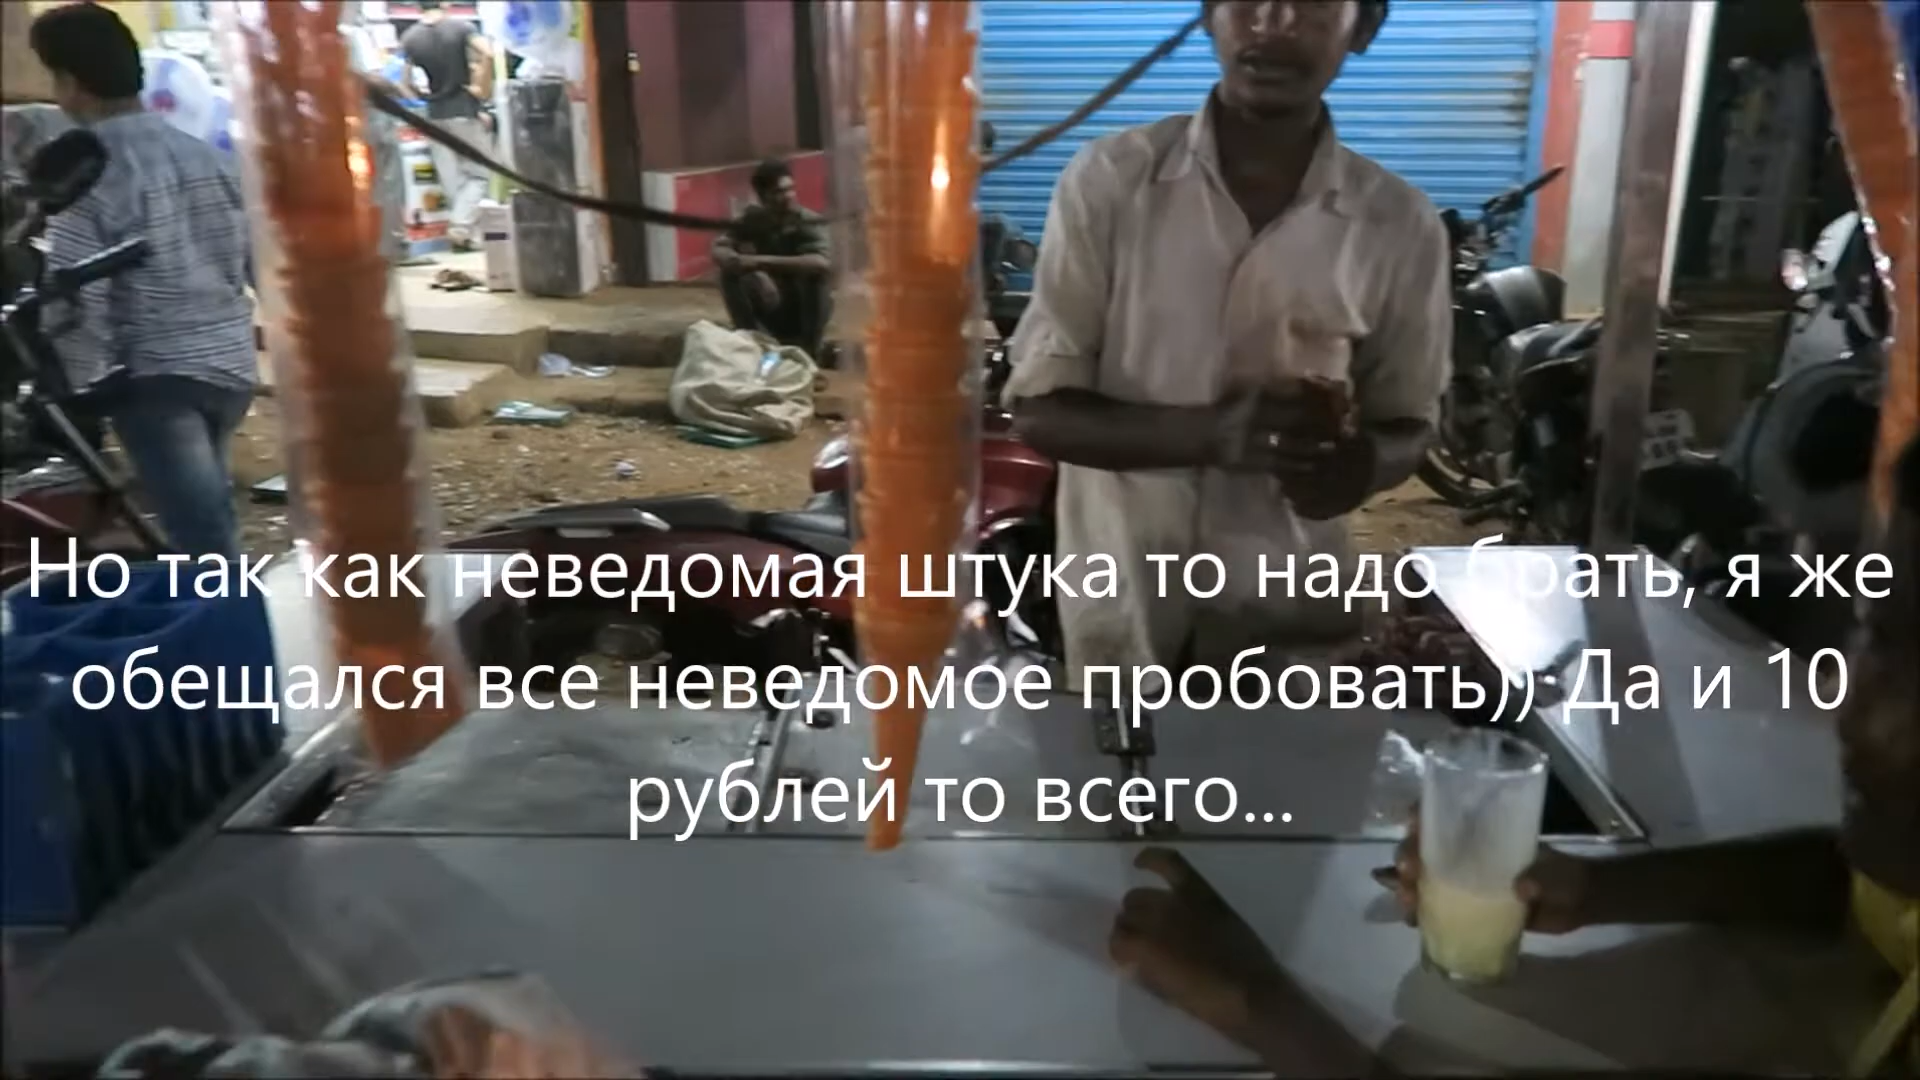 Но так как неведомая штука то надо брать, я же
обещался все неведомое пробовать)) Да и 10
рублей то всего...